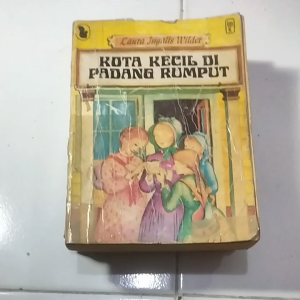 Laura Ingalls Wilder
KOTA KECIL DI
PADANG RUMPUT